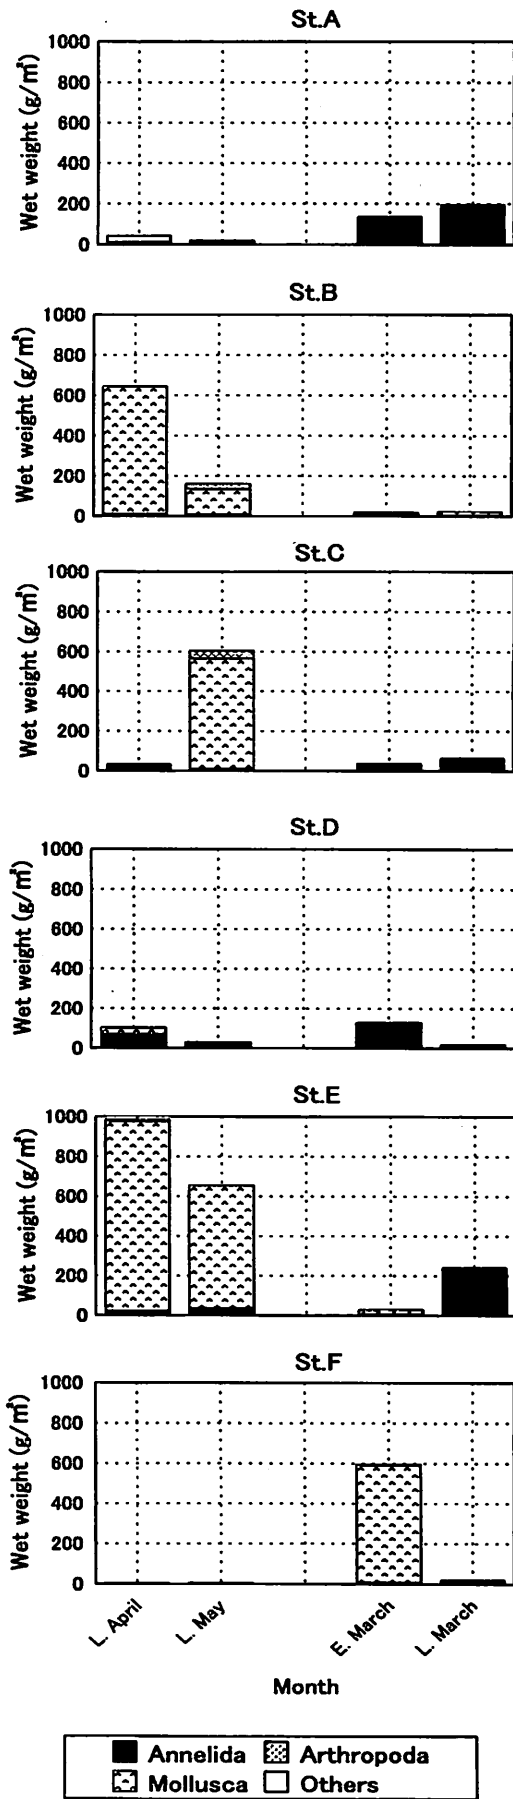 St.A
Wet weight (g/㎡)
1000
800
600
400
200
0
St.B
Wet weight (g/㎡)
1000
800
600
400
200
0
St.C
Wet weight (g/㎡)
1000
800
600
400
200
0
St.D
Wet weight (g/㎡)
1000
800
600
400
200
0
St.E
Wet weight (g/㎡)
1000
800
600
400
200
0
St.F
Wet weight (g/㎡)
1000
800
600
400
200
0
L. April L. May E. March L. March
Month
Annelida Arthropoda
Mollusca Others